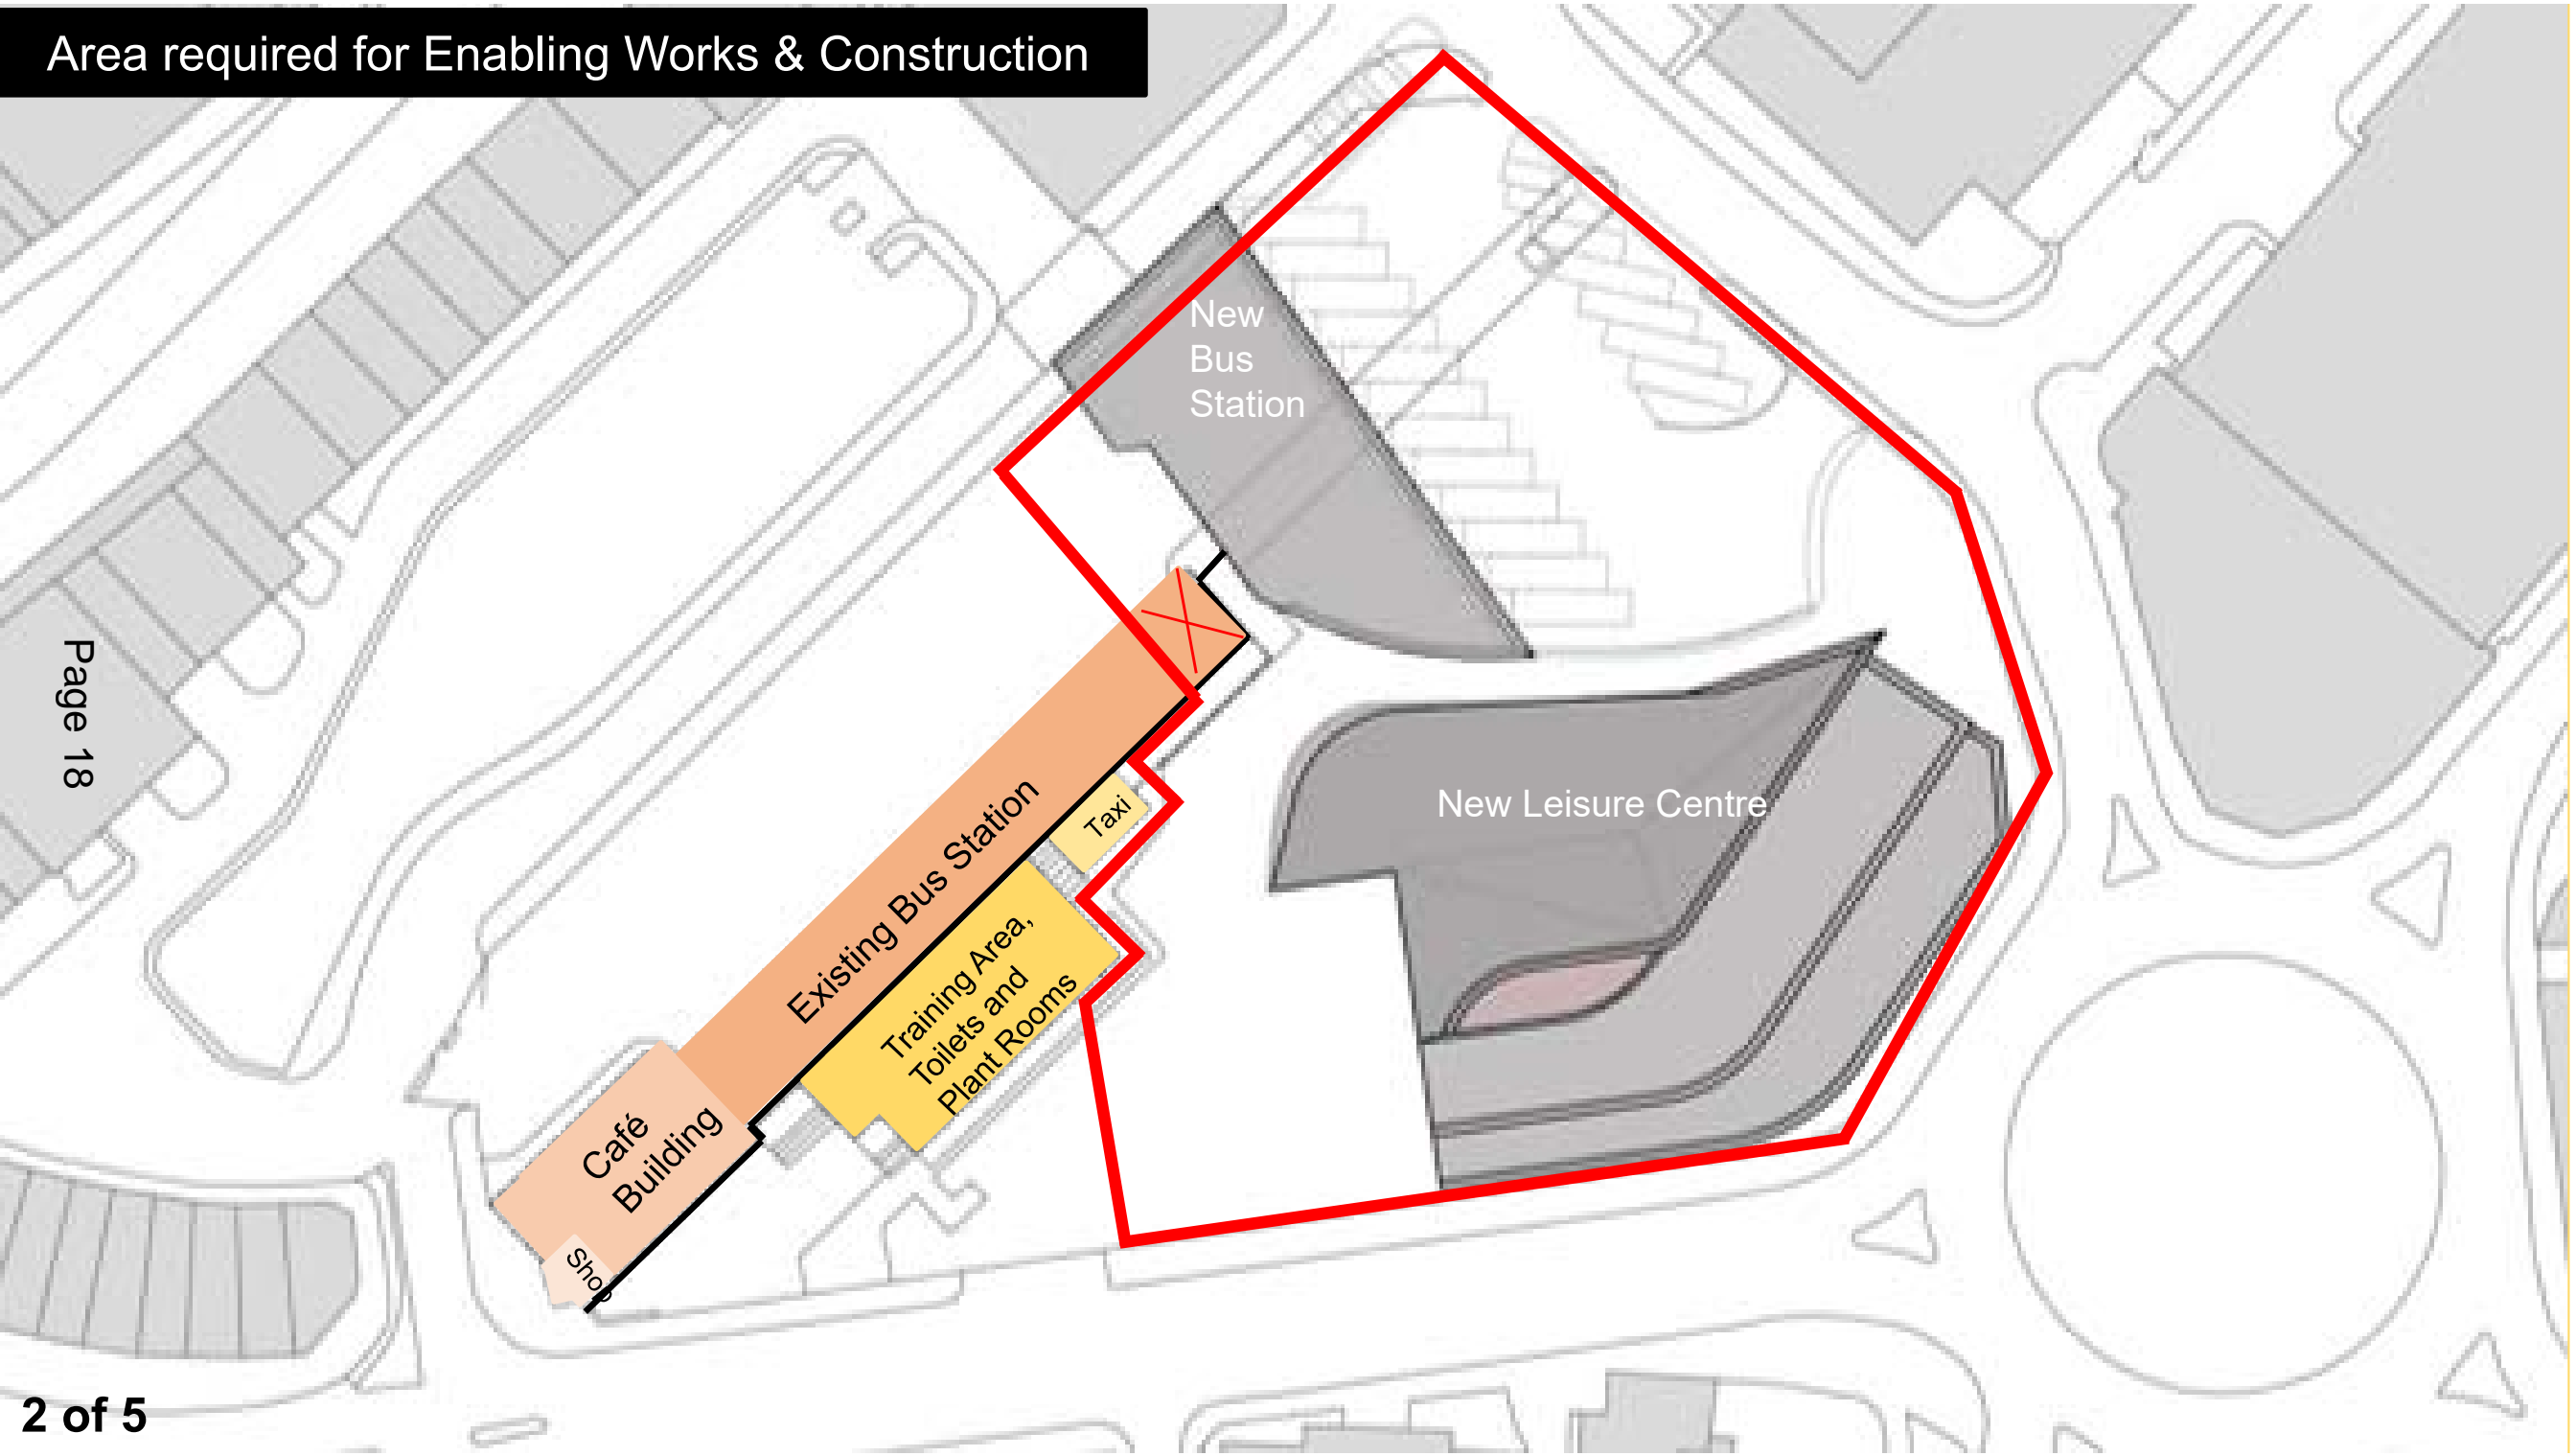 Area required for Enabling Works & Construction
New
Bus
Station
New Leisure Centre
Taxi
Existing Bus Station
Training Area,
Toilets and
Plant Rooms
Café
Building
Shop
Page 18
2 of 5